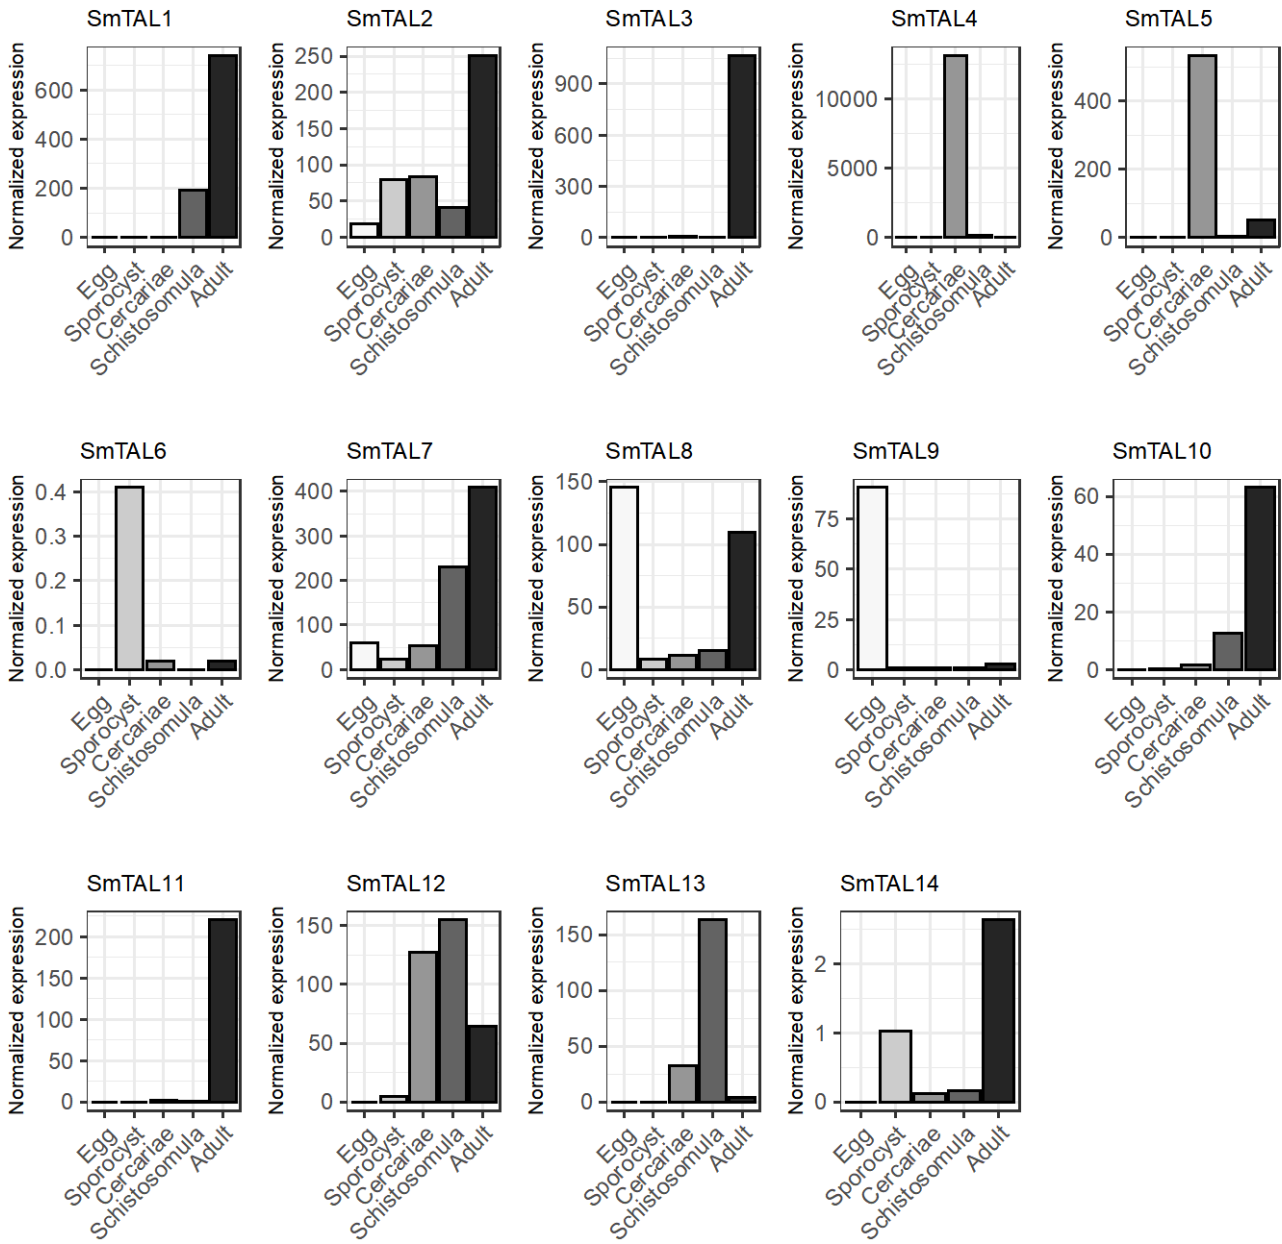 SmTAL1
Normalized expression
600
400
200
0
Egg
Sporocyst
Cercariae
Schistosomula
Adult
SmTAL2
Normalized expression
250
200
150
100
50
0
Egg
Sporocyst
Cercariae
Schistosomula
Adult
SmTAL3
Normalized expression
900
600
300
0
Egg
Sporocyst
Cercariae
Schistosomula
Adult
SmTAL4
Normalized expression
10000
5000
0
Egg
Sporocyst
Cercariae
Schistosomula
Adult
SmTAL5
Normalized expression
400
200
0
Egg
Sporocyst
Cercariae
Schistosomula
Adult
SmTAL6
Normalized expression
0.4
0.3
0.2
0.1
0.0
Egg
Sporocyst
Cercariae
Schistosomula
Adult
SmTAL7
Normalized expression
400
300
200
100
0
Egg
Sporocyst
Cercariae
Schistosomula
Adult
SmTAL8
Normalized expression
150
100
50
0
Egg
Sporocyst
Cercariae
Schistosomula
Adult
SmTAL9
Normalized expression
75
50
25
0
Egg
Sporocyst
Cercariae
Schistosomula
Adult
SmTAL10
Normalized expression
60
40
20
0
Egg
Sporocyst
Cercariae
Schistosomula
Adult
SmTAL11
Normalized expression
200
150
100
50
0
Egg
Sporocyst
Cercariae
Schistosomula
Adult
SmTAL12
Normalized expression
150
100
50
0
Egg
Sporocyst
Cercariae
Schistosomula
Adult
SmTAL13
Normalized expression
150
100
50
0
Egg
Sporocyst
Cercariae
Schistosomula
Adult
SmTAL14
Normalized expression
2
1
0
Egg
Sporocyst
Cercariae
Schistosomula
Adult